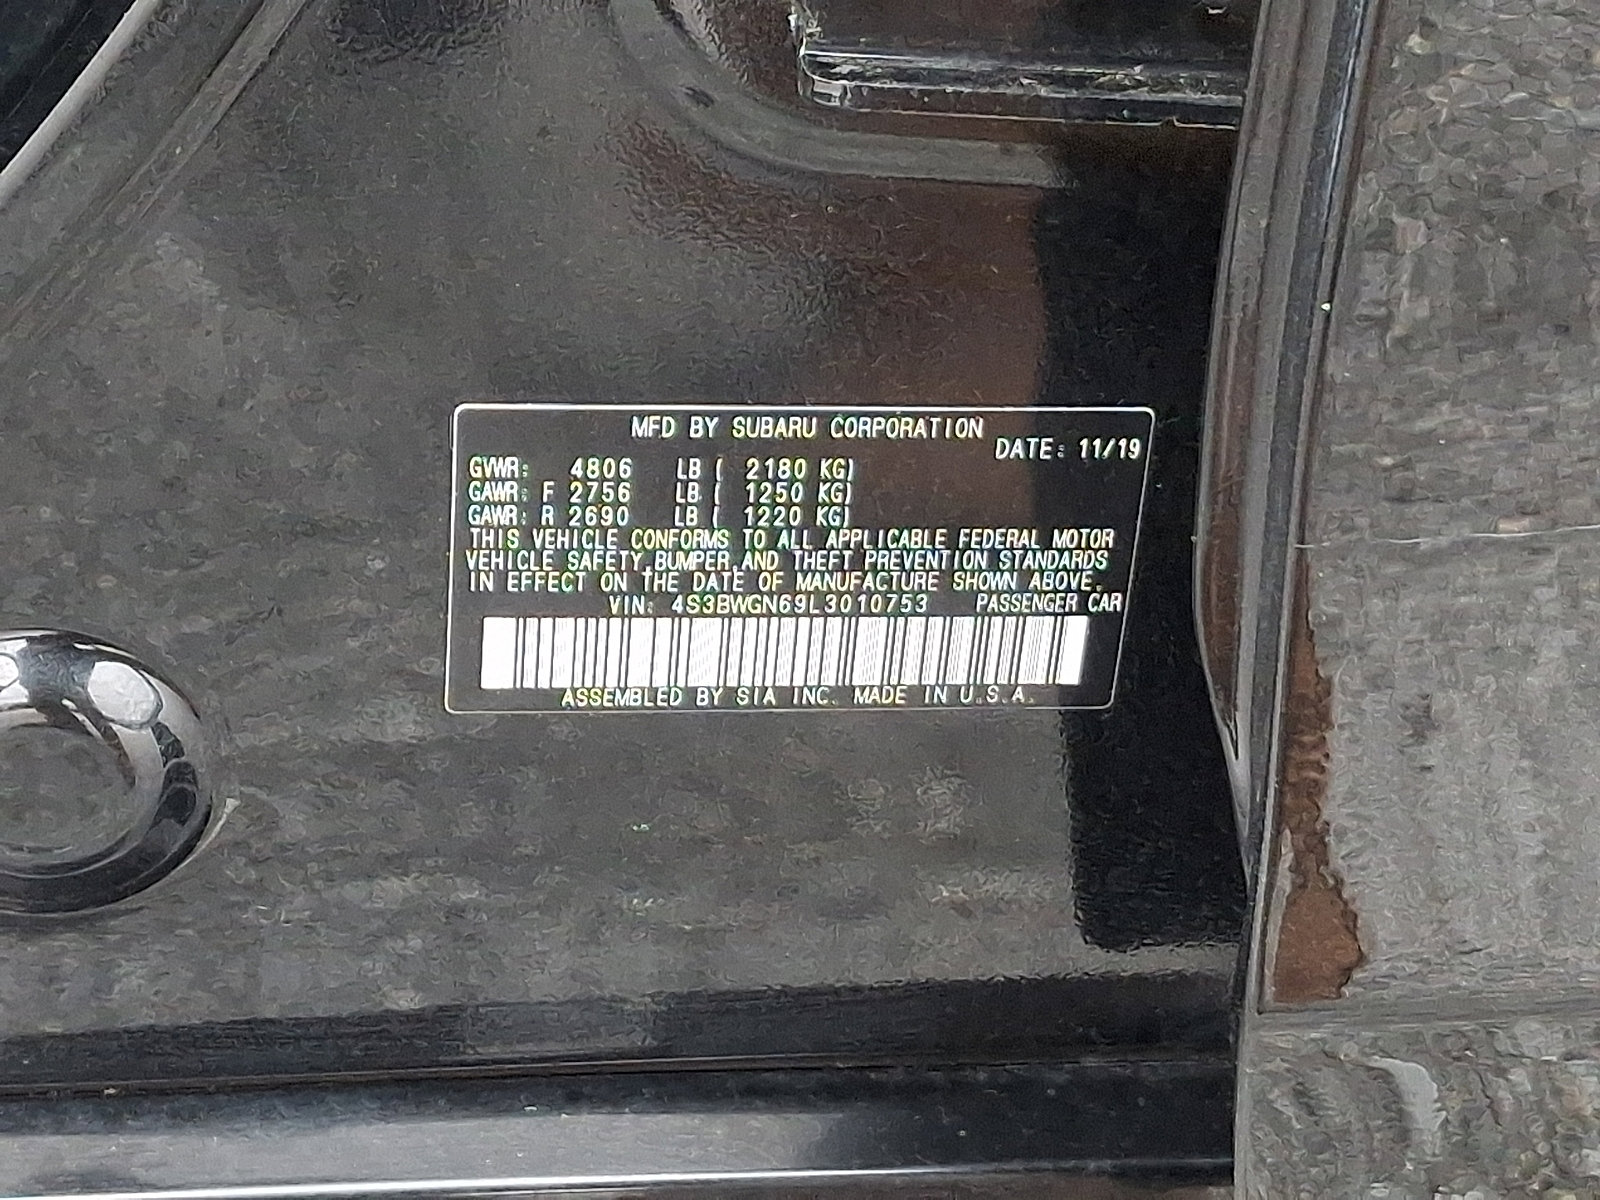 MFD BY SUBARU CORPORATION
DATE: 11/19
GVWR: 4806 LB ( 2180 KG)
GAWR: F 2756 LB ( 1250 KG)
GAWR: R 2690 LB ( 1220 KG)
THIS VEHICLE CONFORMS TO ALL APPLICABLE FEDERAL MOTOR
VEHICLE SAFETY,BUMPER,AND THEFT PREVENTION STANDARDS
IN EFFECT ON THE DATE OF MANUFACTURE SHOWN ABOVE.
VIN: 4S3BWGN69L3010753 PASSENGER CAR
ASSEMBLED BY SIA INC. MADE IN U.S.A.